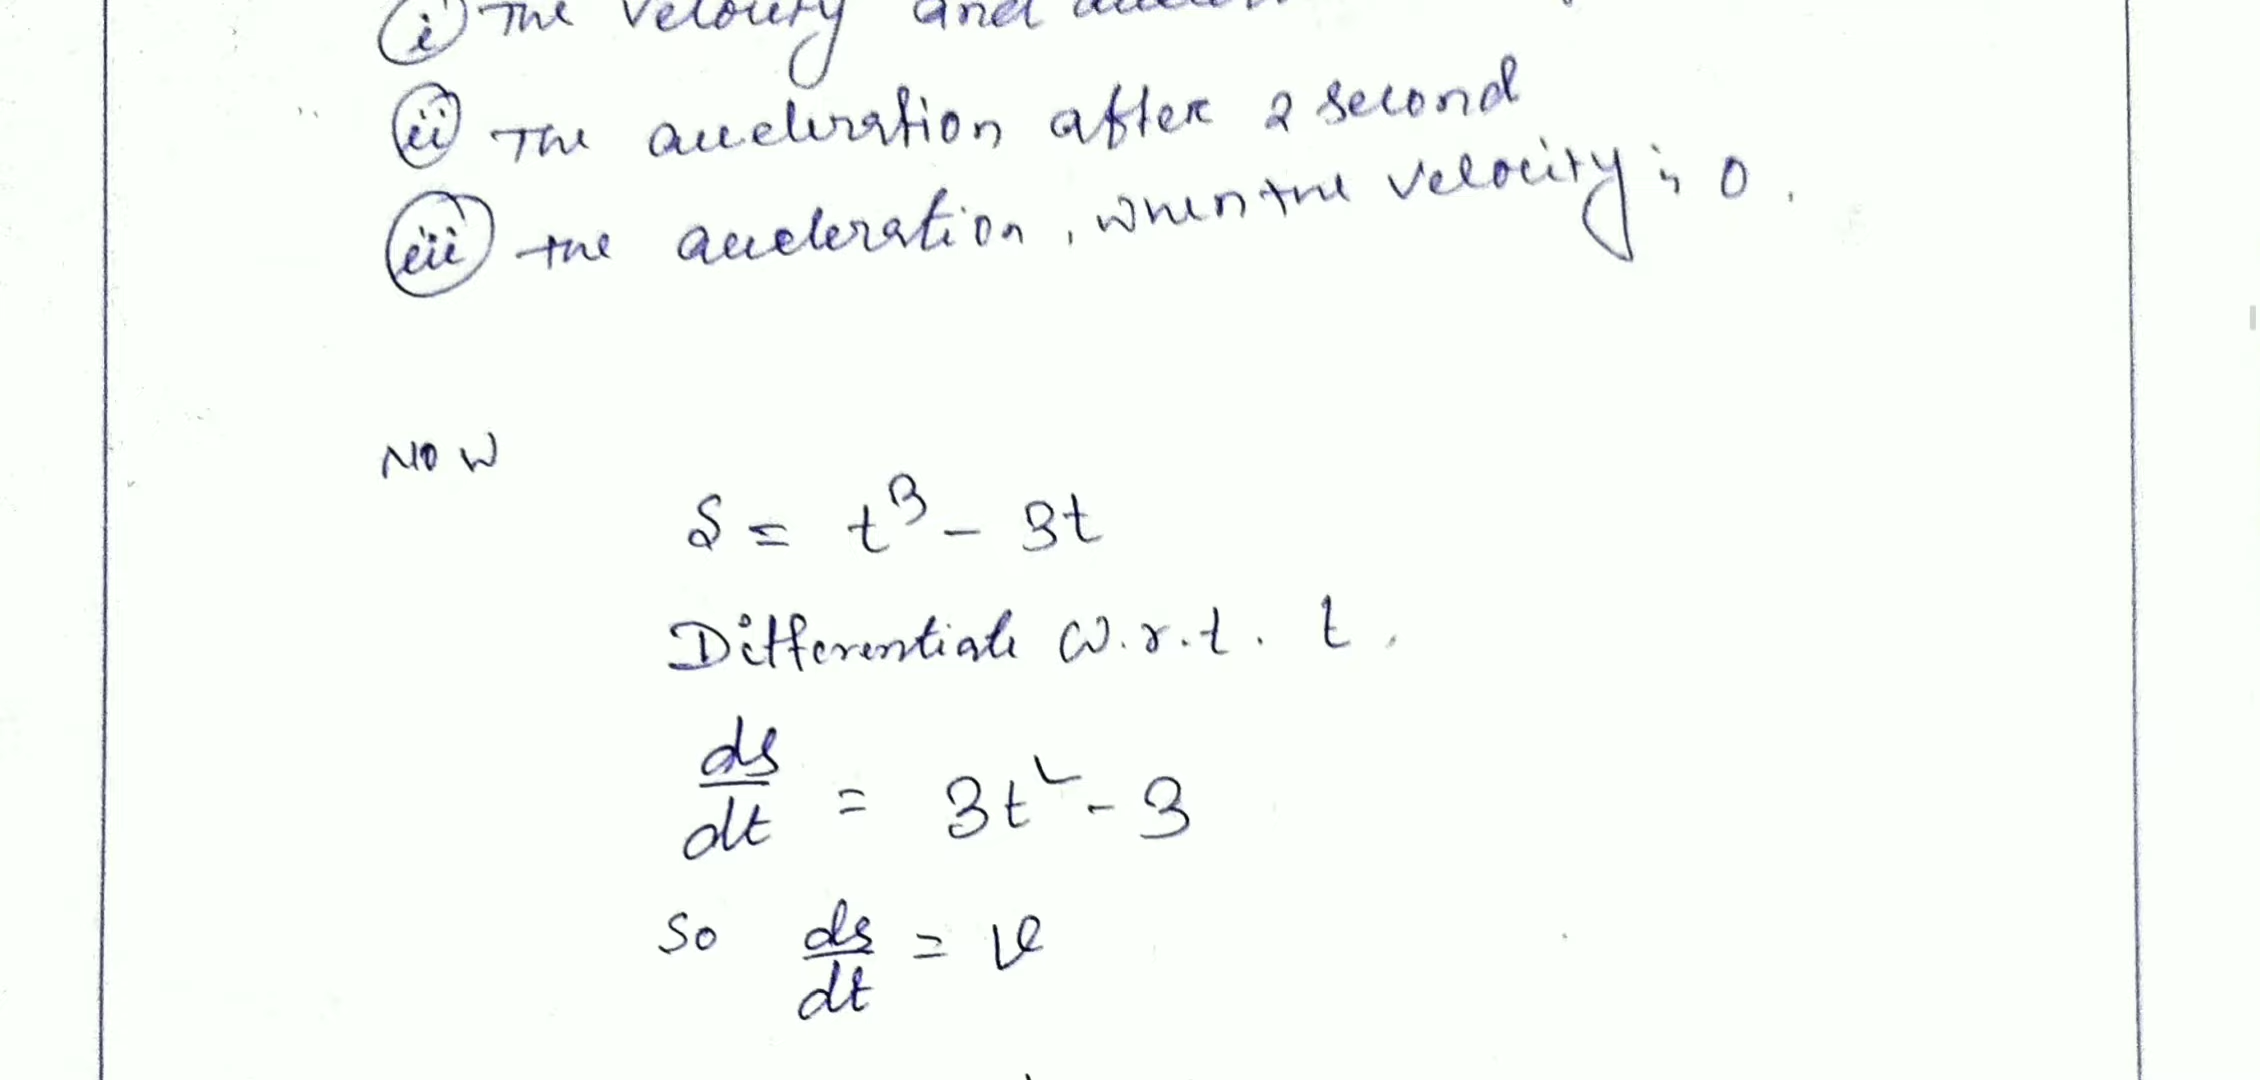 (i) The velocity and
(ii) The acceleration after 2 second
(iii) the acceleration, when the velocity is 0.
NOW
S = t³ - 3t
Differentiate w.r.t. t.
ds/dt = 3t² - 3
So ds/dt = v